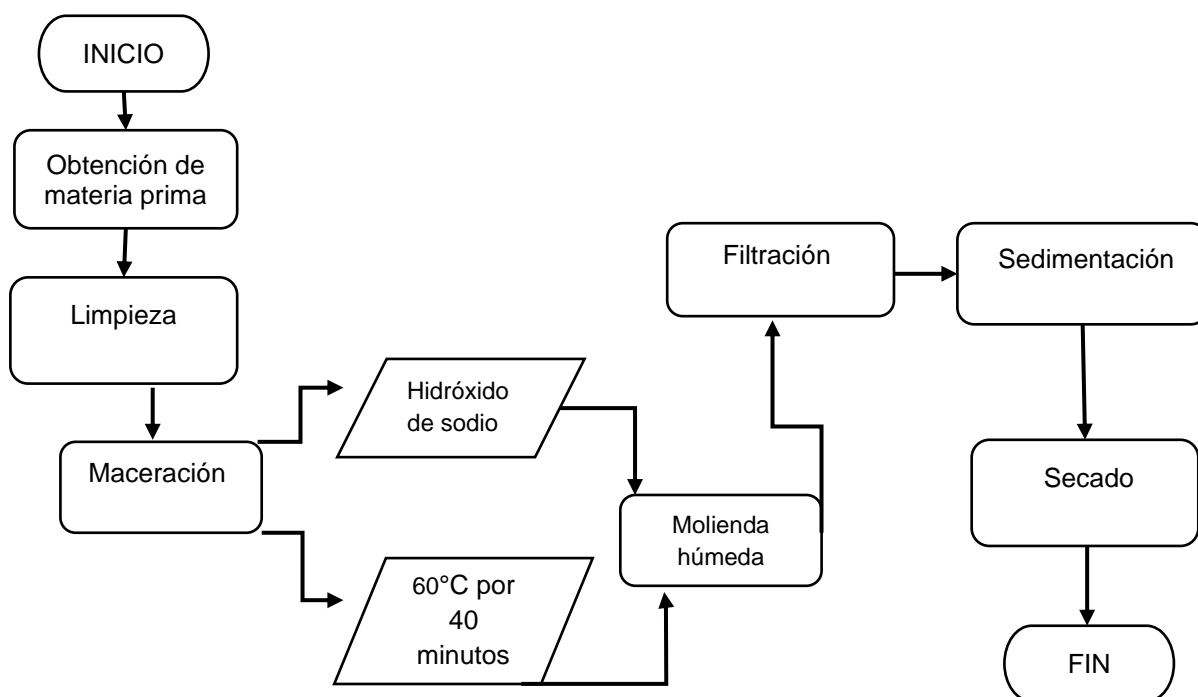 INICIO
Obtención de
materia prima
Limpieza
Maceración
Hidróxido
de sodio
60°C por
40
minutos
Molienda
húmeda
Filtración
Sedimentación
Secado
FIN